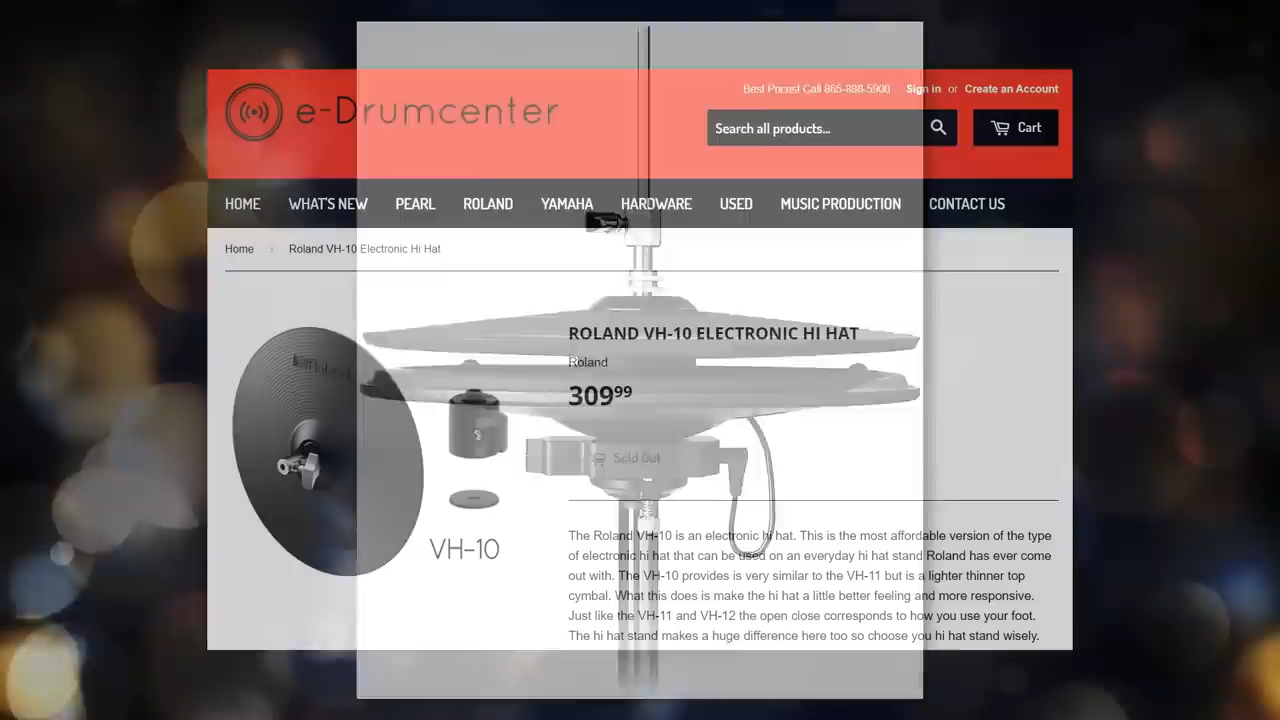 e-Drumcenter
Best Prices! Call 865-888-5900 Sign in or Create an Account
Search all products...
Cart
HOME WHAT'S NEW PEARL ROLAND YAMAHA HARDWARE USED MUSIC PRODUCTION CONTACT US
Home › Roland VH-10 Electronic Hi Hat
ROLAND VH-10 ELECTRONIC HI HAT
Roland
309.99
Sold Out
VH-10
The Roland VH-10 is an electronic hi hat. This is the most affordable version of the type
of electronic hi hat that can be used on an everyday hi hat stand Roland has ever come
out with. The VH-10 provides is very similar to the VH-11 but is a lighter thinner top
cymbal. What this does is make the hi hat a little better feeling and more responsive.
Just like the VH-11 and VH-12 the open close corresponds to how you use your foot.
The hi hat stand makes a huge difference here too so choose you hi hat stand wisely.